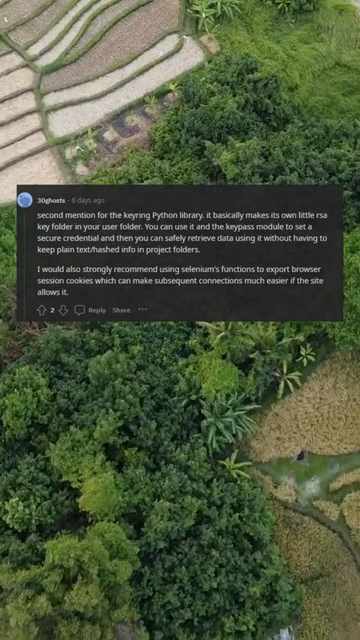 30ghosts · 6 days ago
second mention for the keyring Python library. it basically makes its own little rsa
key folder in your user folder. You can use it and the keypass module to set a
secure credential and then you can safely retrieve data using it without having to
keep plain text/hashed info in project folders.
I would also strongly recommend using selenium's functions to export browser
session cookies which can make subsequent connections much easier if the site
allows it.
2 Reply Share ···